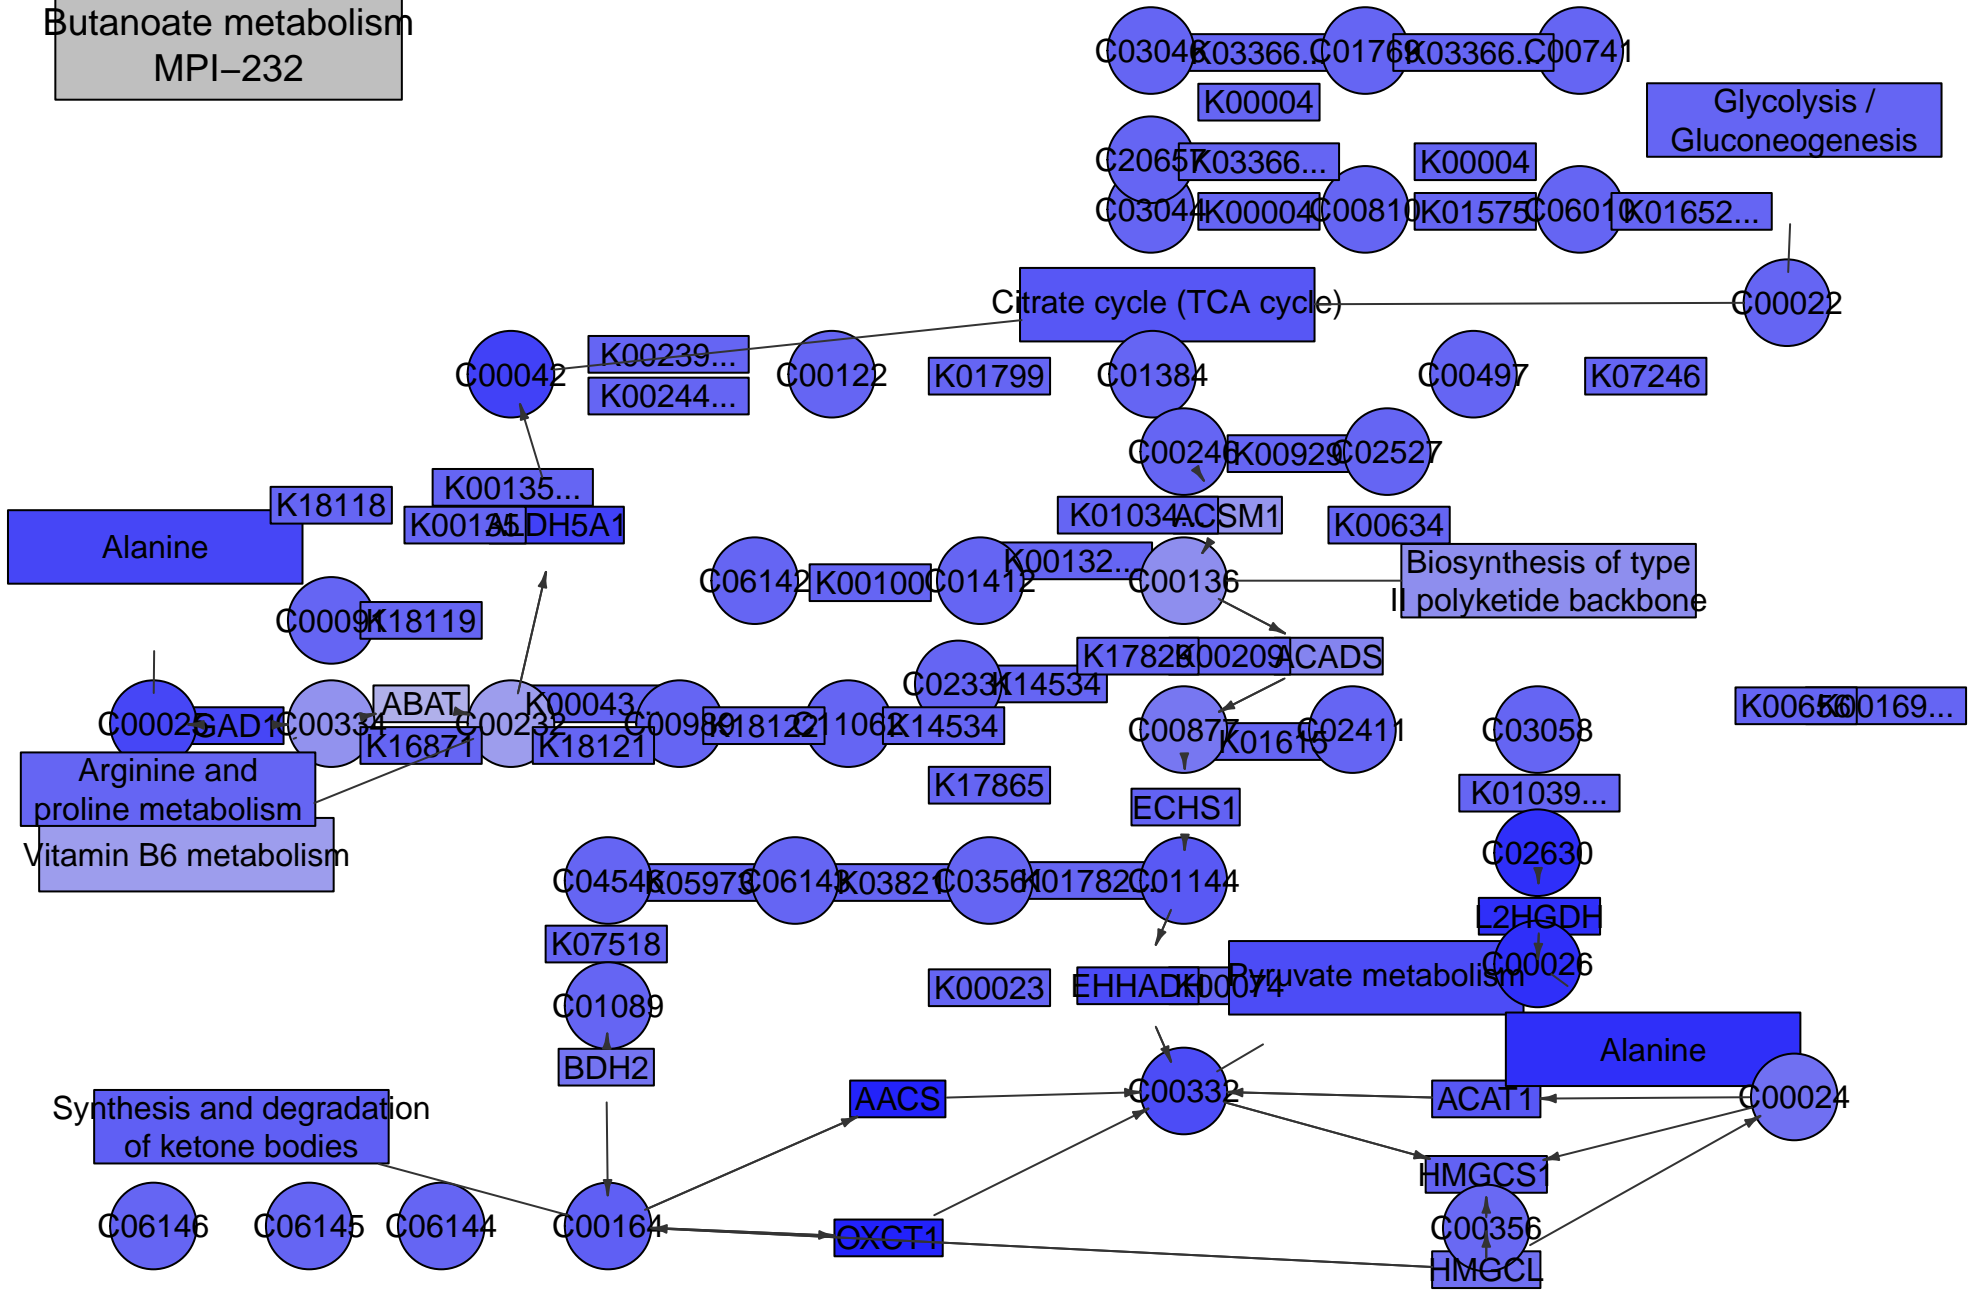 Butanoate metabolism
MPI−232
C03046
K03366...
C01769
K03366...
C00741
K00004
Glycolysis /
Gluconeogenesis
C20657
K03366...
K00004
C03044
K00004
C00810
K01575
C06010
K01652...
Citrate cycle (TCA cycle)
C00022
C00042
K00239...
K00244...
C00122
K01799
C01384
C00497
K07246
C00246
K00929
C02527
K18118
K00135...
K00135
ALDH5A1
K01034...
ACSM1
K00634
Alanine
C06142
K00100
C01412
K00132...
C00136
Biosynthesis of type
II polyketide backbone
C00091
K18119
K17829
K00209
ACADS
C02331
K14534
C00025
GAD1
C00334
ABAT
K16871
C00232
K00043...
K18121
C00989
K18122
C11062
K14534
C00877
K01615
C02411
C03058
K00656
K00169...
Arginine and
proline metabolism
Vitamin B6 metabolism
K17865
ECHS1
K01039...
C02630
C04546
K05973
C06143
K03821
C03561
K01782...
C01144
L2HGDH
K07518
C00026
Pyruvate metabolism
K00023
EHHADH
K00074
C01089
BDH2
Alanine
Synthesis and degradation
of ketone bodies
AACS
C00332
ACAT1
C00024
HMGCS1
C06146
C06145
C06144
C00164
OXCT1
C00356
HMGCL